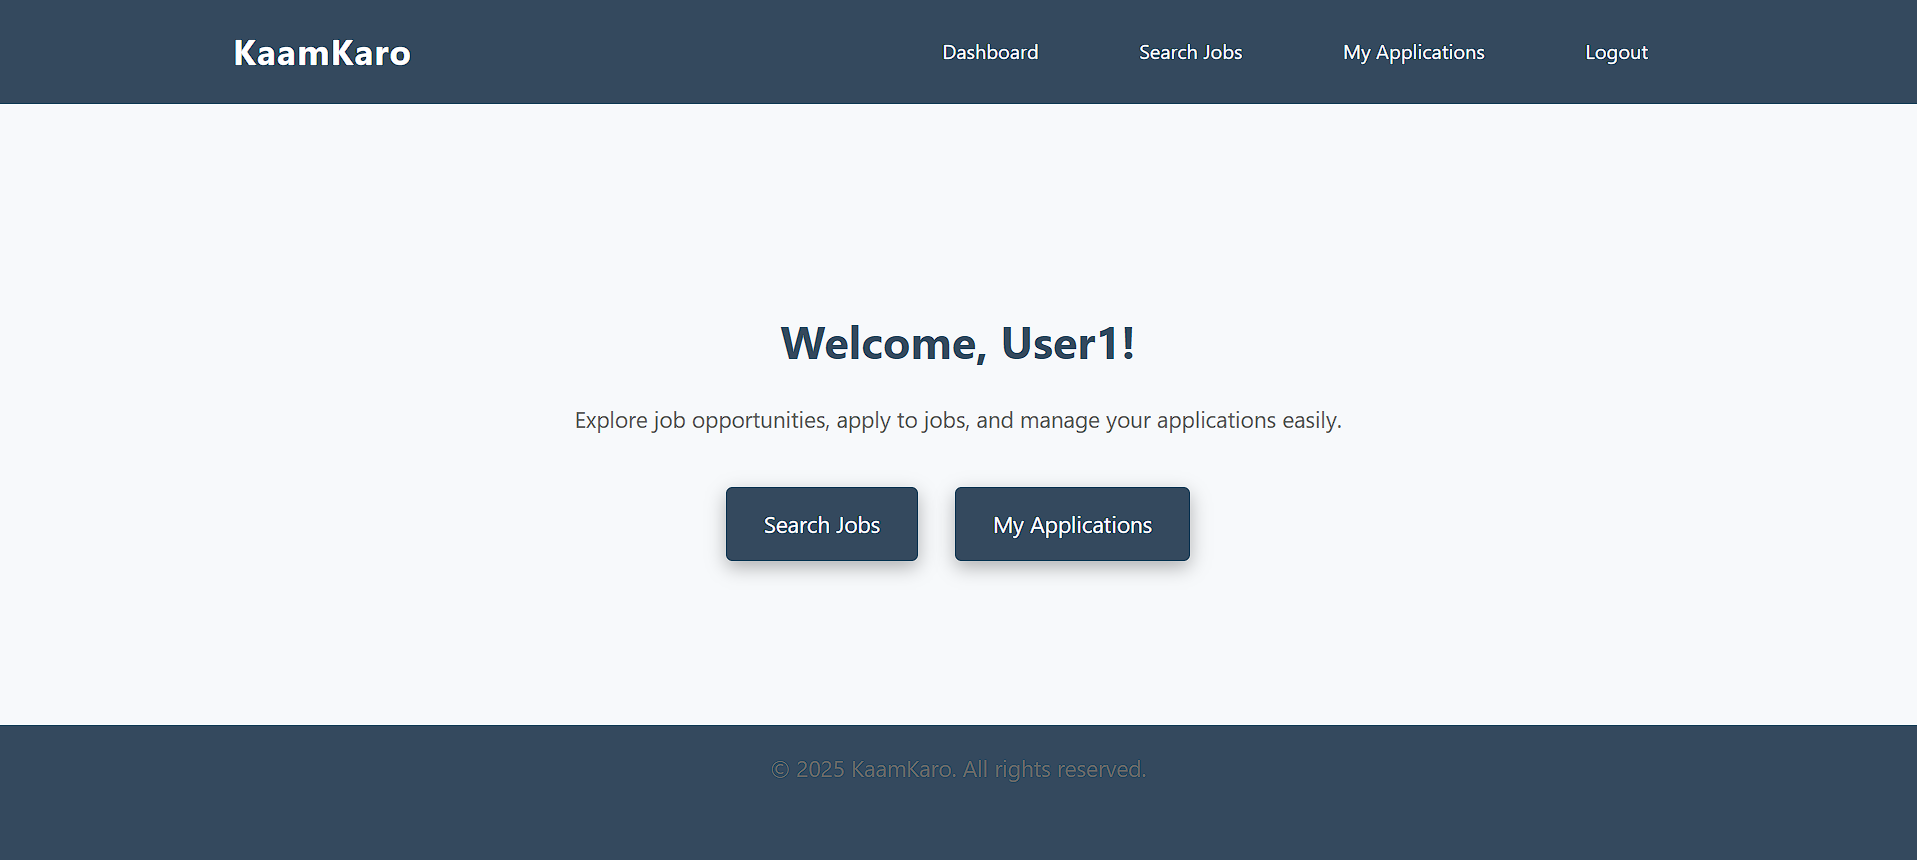 KaamKaro
Dashboard
Search Jobs
My Applications
Logout
Welcome, User1!
Explore job opportunities, apply to jobs, and manage your applications easily.
Search Jobs
My Applications
© 2025 KaamKaro. All rights reserved.